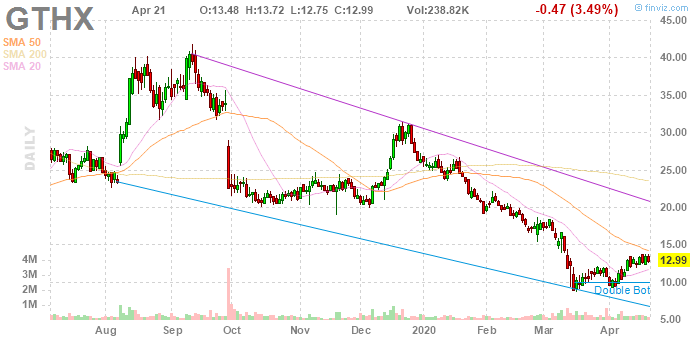 GTHX
Apr 21 O:13.48 H:13.72 L:12.75 C:12.99 Vol:238.82K -0.47 (3.49%)
© finviz.com
SMA 50
SMA 200
SMA 20
DAILY
45.00
40.00
35.00
30.00
25.00
20.00
15.00
12.99
10.00
5.00
4M
3M
2M
1M
Double Bot
Aug Sep Oct Nov Dec 2020 Feb Mar Apr